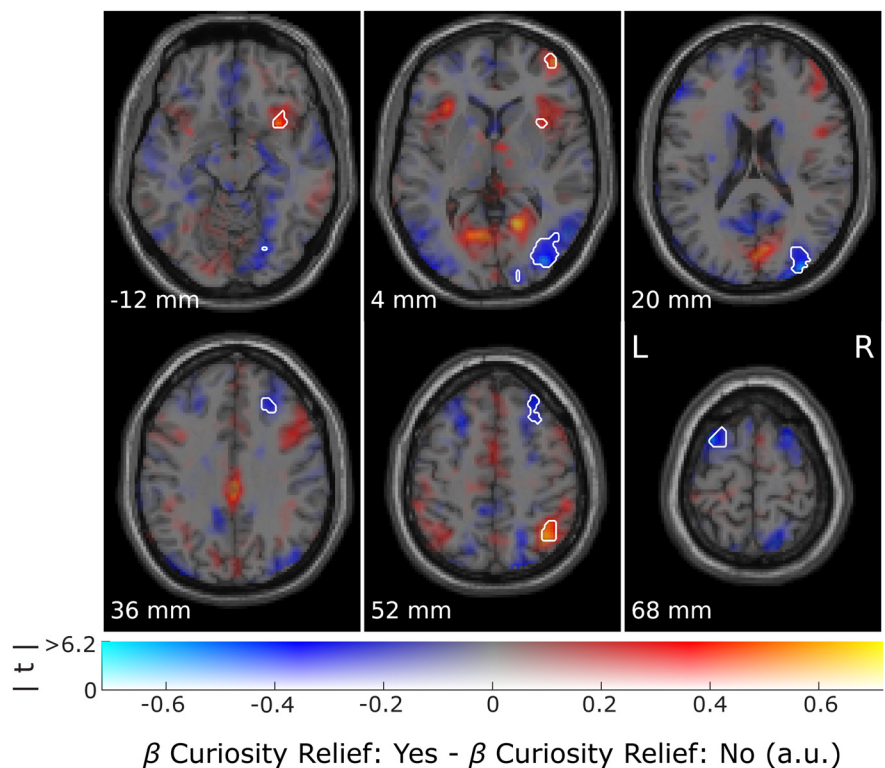 -12 mm
4 mm
20 mm
L R
36 mm
52 mm
68 mm
| t |
>6.2
0
-0.6 -0.4 -0.2 0 0.2 0.4 0.6
β Curiosity Relief: Yes - β Curiosity Relief: No (a.u.)